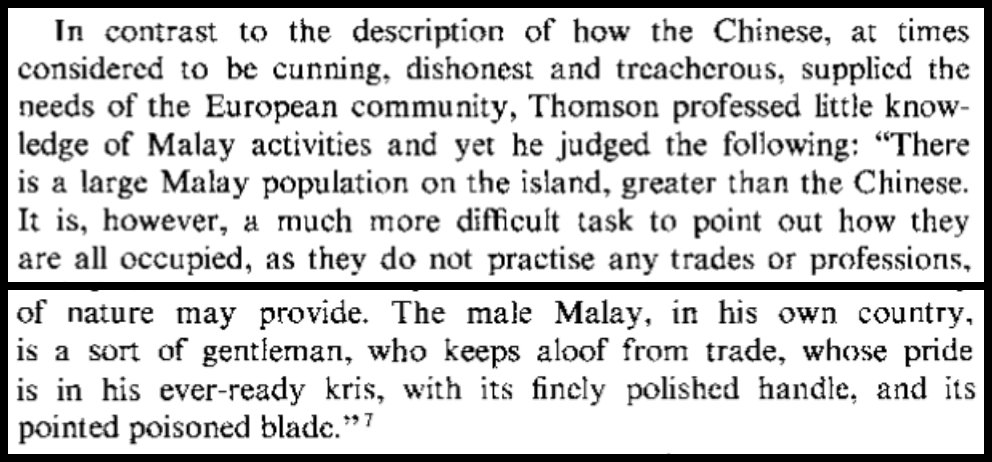 In contrast to the description of how the Chinese, at times
considered to be cunning, dishonest and treacherous, supplied the
needs of the European community, Thomson professed little know-
ledge of Malay activities and yet he judged the following: “There
is a large Malay population on the island, greater than the Chinese.
It is, however, a much more difficult task to point out how they
are all occupied, as they do not practise any trades or professions,
of nature may provide. The male Malay, in his own country,
is a sort of gentleman, who keeps aloof from trade, whose pride
is in his ever-ready kris, with its finely polished handle, and its
pointed poisoned blade.”7